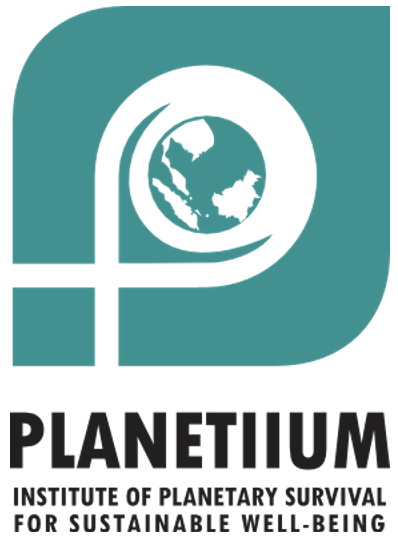 PLANETIIUM
INSTITUTE OF PLANETARY SURVIVAL
FOR SUSTAINABLE WELL-BEING